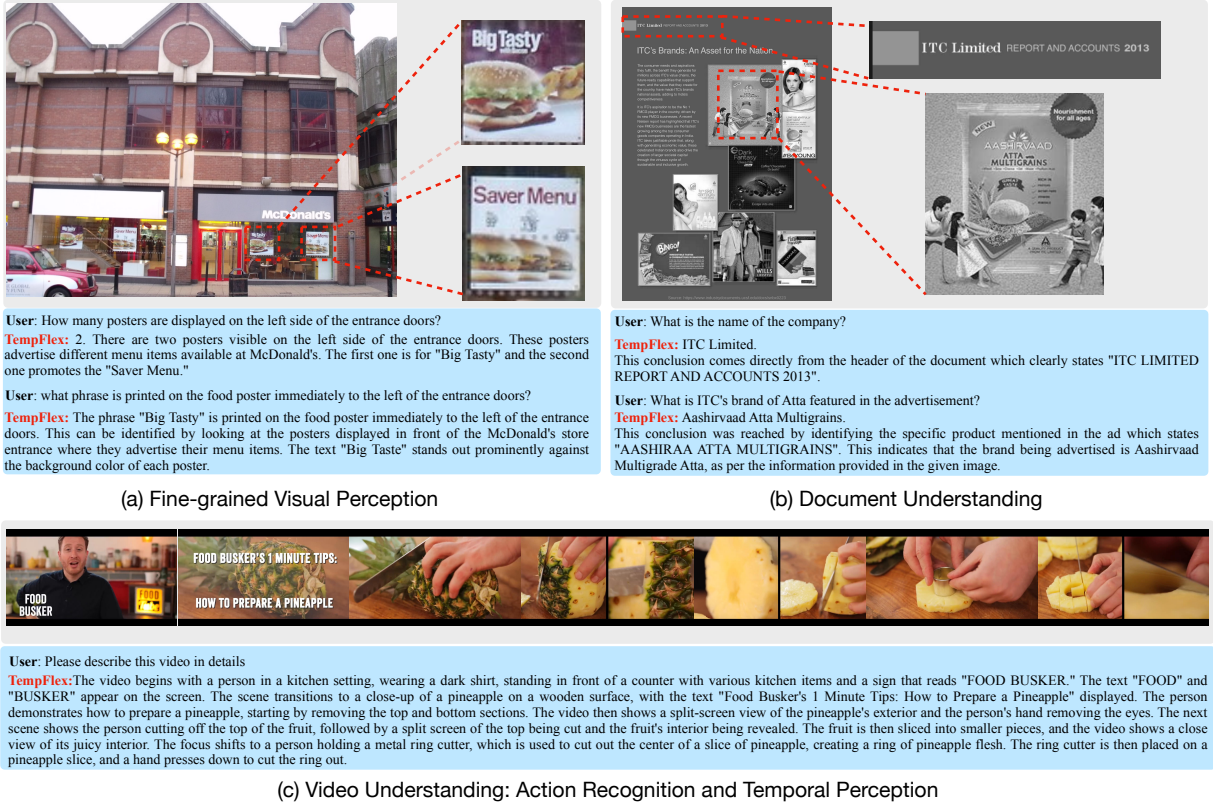 BigTasty
Saver Menu
McDonald's
BigTasty
Saver Menu
BigTasty
Saver Menu
User: How many posters are displayed on the left side of the entrance doors?
TempFlex: 2. There are two posters visible on the left side of the entrance doors. These posters
advertise different menu items available at McDonald's. The first one is for "Big Tasty" and the second
one promotes the "Saver Menu."
User: what phrase is printed on the food poster immediately to the left of the entrance doors?
TempFlex: The phrase "Big Tasty" is printed on the food poster immediately to the left of the entrance
doors. This can be identified by looking at the posters displayed in front of the McDonald's store
entrance where they advertise their menu items. The text "Big Taste" stands out prominently against
the background color of each poster.
(a) Fine-grained Visual Perception
ITC Limited REPORT AND ACCOUNTS 2013
ITC's Brands: An Asset for the Nation
Dark
Fantasy
BINGO!
WILLS
ITC Limited REPORT AND ACCOUNTS 2013
Nourishment
for all ages
NEW
AASHIRVAAD
ATTA WITH
MULTIGRAINS
User: What is the name of the company?
TempFlex: ITC Limited.
This conclusion comes directly from the header of the document which clearly states "ITC LIMITED
REPORT AND ACCOUNTS 2013".
User: What is ITC's brand of Atta featured in the advertisement?
TempFlex: Aashirvaad Atta Multigrains.
This conclusion was reached by identifying the specific product mentioned in the ad which states
"AASHIRAA ATTA MULTIGRAINS". This indicates that the brand being advertised is Aashirvaad
Multigrade Atta, as per the information provided in the given image.
(b) Document Understanding
FOOD
BUSKER
FOOD
FOOD BUSKER'S 1 MINUTE TIPS:
HOW TO PREPARE A PINEAPPLE
User: Please describe this video in details
TempFlex:The video begins with a person in a kitchen setting, wearing a dark shirt, standing in front of a counter with various kitchen items and a sign that reads "FOOD BUSKER." The text "FOOD" and
"BUSKER" appear on the screen. The scene transitions to a close-up of a pineapple on a wooden surface, with the text "Food Busker's 1 Minute Tips: How to Prepare a Pineapple" displayed. The person
demonstrates how to prepare a pineapple, starting by removing the top and bottom sections. The video then shows a split-screen view of the pineapple's exterior and the person's hand removing the eyes. The next
scene shows the person cutting off the top of the fruit, followed by a split screen of the top being cut and the fruit's interior being revealed. The fruit is then sliced into smaller pieces, and the video shows a close
view of its juicy interior. The focus shifts to a person holding a metal ring cutter, which is used to cut out the center of a slice of pineapple, creating a ring of pineapple flesh. The ring cutter is then placed on a
pineapple slice, and a hand presses down to cut the ring out.
(c) Video Understanding: Action Recognition and Temporal Perception